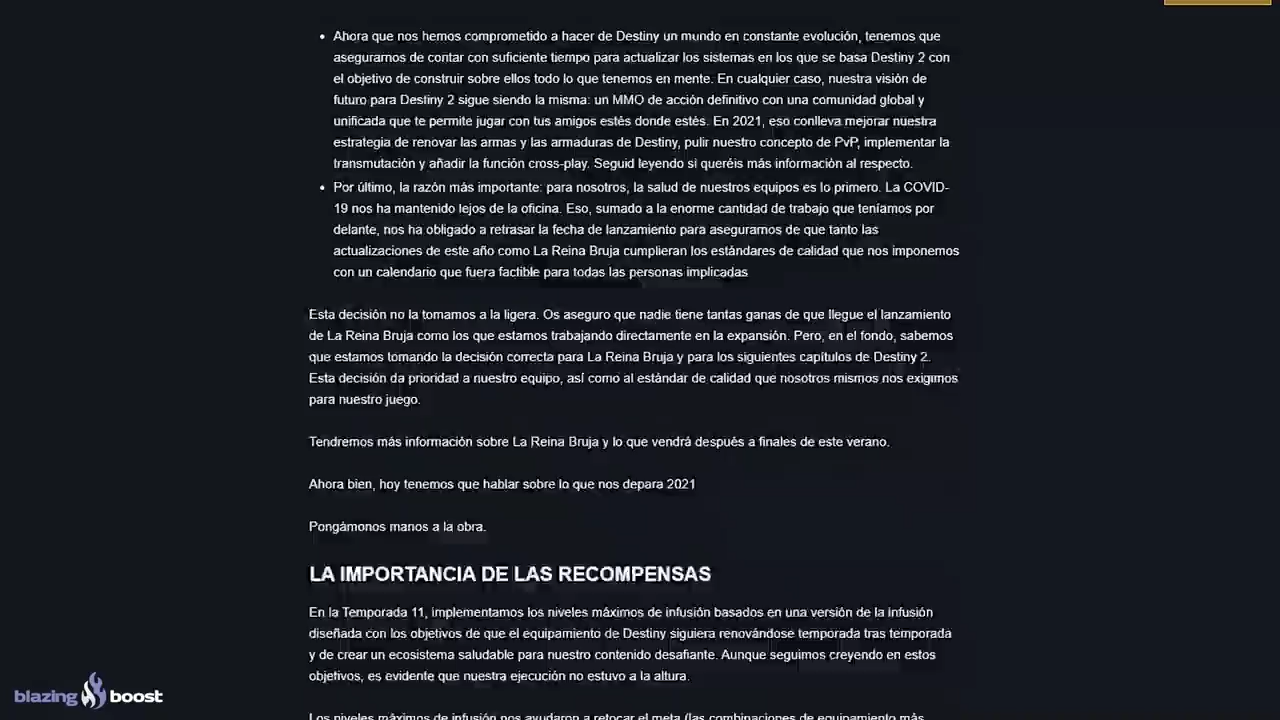 • Ahora que nos hemos comprometido a hacer de Destiny un mundo en constante evolución, tenemos que
asegurarnos de contar con suficiente tiempo para actualizar los sistemas en los que se basa Destiny 2 con
el objetivo de construir sobre ellos todo lo que tenemos en mente. En cualquier caso, nuestra visión de
futuro para Destiny 2 sigue siendo la misma: un MMO de acción definitivo con una comunidad global y
unificada que te permite jugar con tus amigos estés donde estés. En 2021, eso conlleva mejorar nuestra
estrategia de renovar las armas y las armaduras de Destiny, pulir nuestro concepto de PvP, implementar la
transmutación y añadir la función cross-play. Seguid leyendo si queréis más información al respecto.
• Por último, la razón más importante: para nosotros, la salud de nuestros equipos es lo primero. La COVID-
19 nos ha mantenido lejos de la oficina. Eso, sumado a la enorme cantidad de trabajo que teníamos por
delante, nos ha obligado a retrasar la fecha de lanzamiento para asegurarnos de que tanto las
actualizaciones de este año como La Reina Bruja cumplieran los estándares de calidad que nos imponemos
con un calendario que fuera factible para todas las personas implicadas
Esta decisión no la tomamos a la ligera. Os aseguro que nadie tiene tantas ganas de que llegue el lanzamiento
de La Reina Bruja como los que estamos trabajando directamente en la expansión. Pero, en el fondo, sabemos
que estamos tomando la decisión correcta para La Reina Bruja y para los siguientes capítulos de Destiny 2.
Esta decisión da prioridad a nuestro equipo, así como al estándar de calidad que nosotros mismos nos exigimos
para nuestro juego.
Tendremos más información sobre La Reina Bruja y lo que vendrá después a finales de este verano.
Ahora bien, hoy tenemos que hablar sobre lo que nos depara 2021
Pongámonos manos a la obra.
LA IMPORTANCIA DE LAS RECOMPENSAS
En la Temporada 11, implementamos los niveles máximos de infusión basados en una versión de la infusión
diseñada con los objetivos de que el equipamiento de Destiny siguiera renovándose temporada tras temporada
y de crear un ecosistema saludable para nuestro contenido desafiante. Aunque seguimos creyendo en estos
objetivos, es evidente que nuestra ejecución no estuvo a la altura.
Los niveles máximos de infusión nos ayudaron a retocar el meta (las combinaciones de equipamiento más
blazing boost